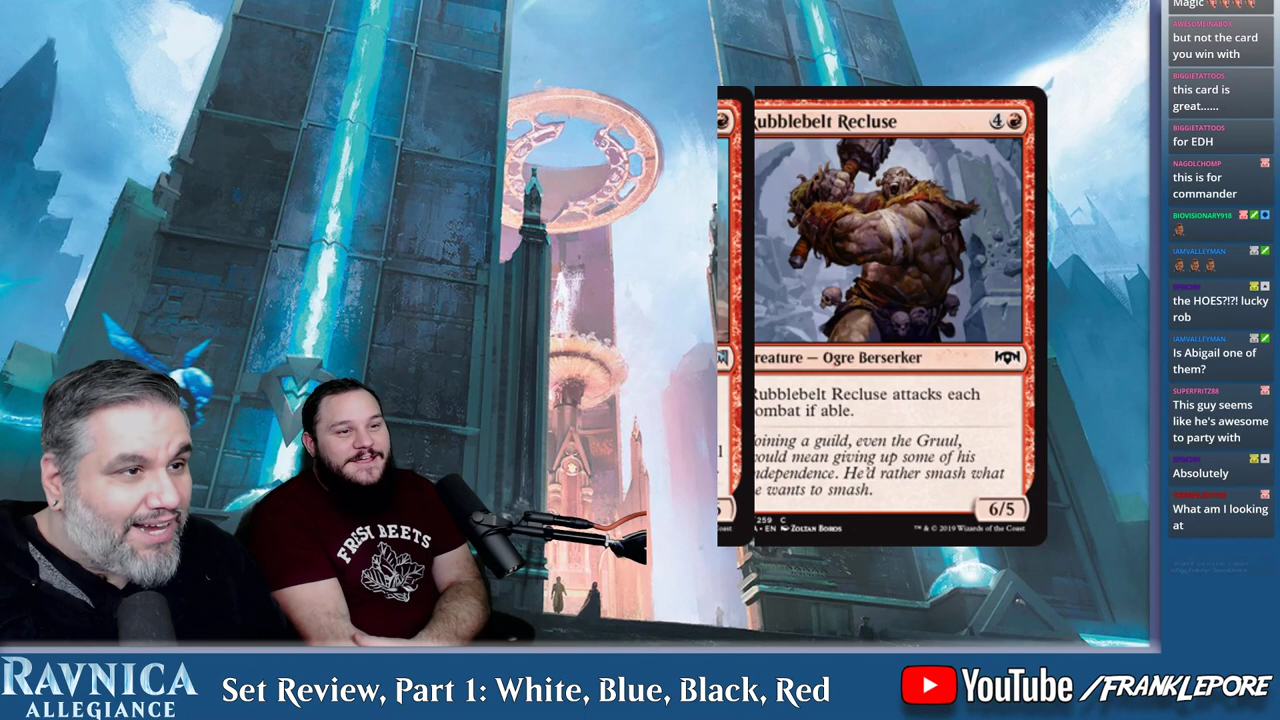 Magic
AWESOMEINABOX
but not the card
you win with
BIGGIETATTOOS
this card is
great......
BIGGIETATTOOS
for EDH
NAGOLCHOMP
this is for
commander
BIOVISIONARY918
IAMVALLEYMAN
the HOES?!?! lucky
rob
IAMVALLEYMAN
Is Abigail one of
them?
SUPERFRITZ88
This guy seems
like he's awesome
to party with
Absolutely
What am I looking
at
ubblebelt Recluse 4
reature — Ogre Berserker
ubblebelt Recluse attacks each
ombat if able.
oining a guild, even the Gruul,
ould mean giving up some of his
ndependence. He'd rather smash what
e wants to smash.
6/5
259 C
• EN Zoltan Boros
™ & © 2019 Wizards of the Coast
FRISI BEETS
RAVNICA
ALLEGIANCE
Set Review, Part 1: White, Blue, Black, Red
YouTube /FRANKLEPORE